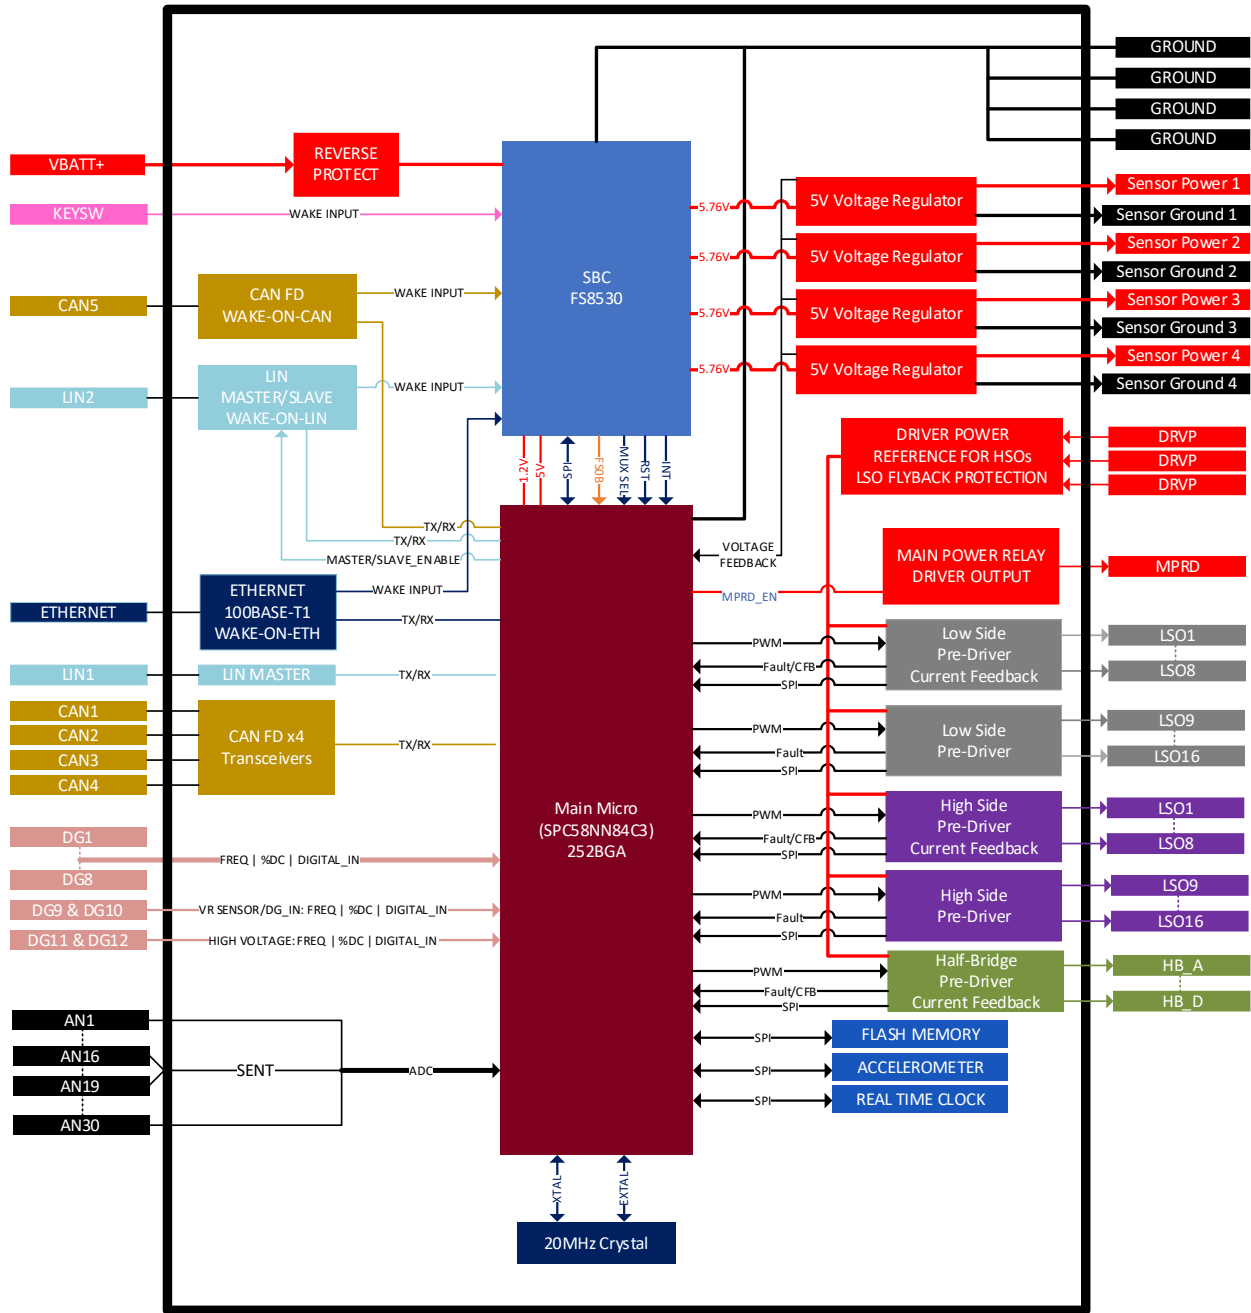 GROUND
GROUND
GROUND
GROUND
VBATT+
REVERSE
PROTECT
KEYSW
WAKE INPUT
CAN5
CAN FD
WAKE-ON-CAN
WAKE INPUT
LIN2
LIN
MASTER/SLAVE
WAKE-ON-LIN
WAKE INPUT
SBC
FS8530
5.76V
5V Voltage Regulator
Sensor Power 1
Sensor Ground 1
5.76V
5V Voltage Regulator
Sensor Power 2
Sensor Ground 2
5.76V
5V Voltage Regulator
Sensor Power 3
Sensor Ground 3
5.76V
5V Voltage Regulator
Sensor Power 4
Sensor Ground 4
DRIVER POWER
REFERENCE FOR HSOs
LSO FLYBACK PROTECTION
DRVP
DRVP
DRVP
1.2V
5V
SPI
FS0B
MUX SEL
RST
INT
TX/RX
TX/RX
MASTER/SLAVE_ENABLE
VOLTAGE
FEEDBACK
MAIN POWER RELAY
DRIVER OUTPUT
MPRD
MPRD_EN
ETHERNET
ETHERNET
100BASE-T1
WAKE-ON-ETH
WAKE INPUT
TX/RX
LIN1
LIN MASTER
TX/RX
CAN1
CAN2
CAN3
CAN4
CAN FD x4
Transceivers
TX/RX
Main Micro
(SPC58NN84C3)
252BGA
PWM
Fault/CFB
SPI
Low Side
Pre-Driver
Current Feedback
LSO1
LSO8
PWM
Fault
SPI
Low Side
Pre-Driver
LSO9
LSO16
PWM
Fault/CFB
SPI
High Side
Pre-Driver
Current Feedback
LSO1
LSO8
PWM
Fault
SPI
High Side
Pre-Driver
LSO9
LSO16
PWM
Fault/CFB
SPI
Half-Bridge
Pre-Driver
Current Feedback
HB_A
HB_D
DG1
DG8
FREQ | %DC | DIGITAL_IN
DG9 & DG10
VR SENSOR/DG_IN: FREQ | %DC | DIGITAL_IN
DG11 & DG12
HIGH VOLTAGE: FREQ | %DC | DIGITAL_IN
AN1
AN16
AN19
AN30
SENT
ADC
SPI
FLASH MEMORY
SPI
ACCELEROMETER
SPI
REAL TIME CLOCK
XTAL
EXTAL
20MHz Crystal